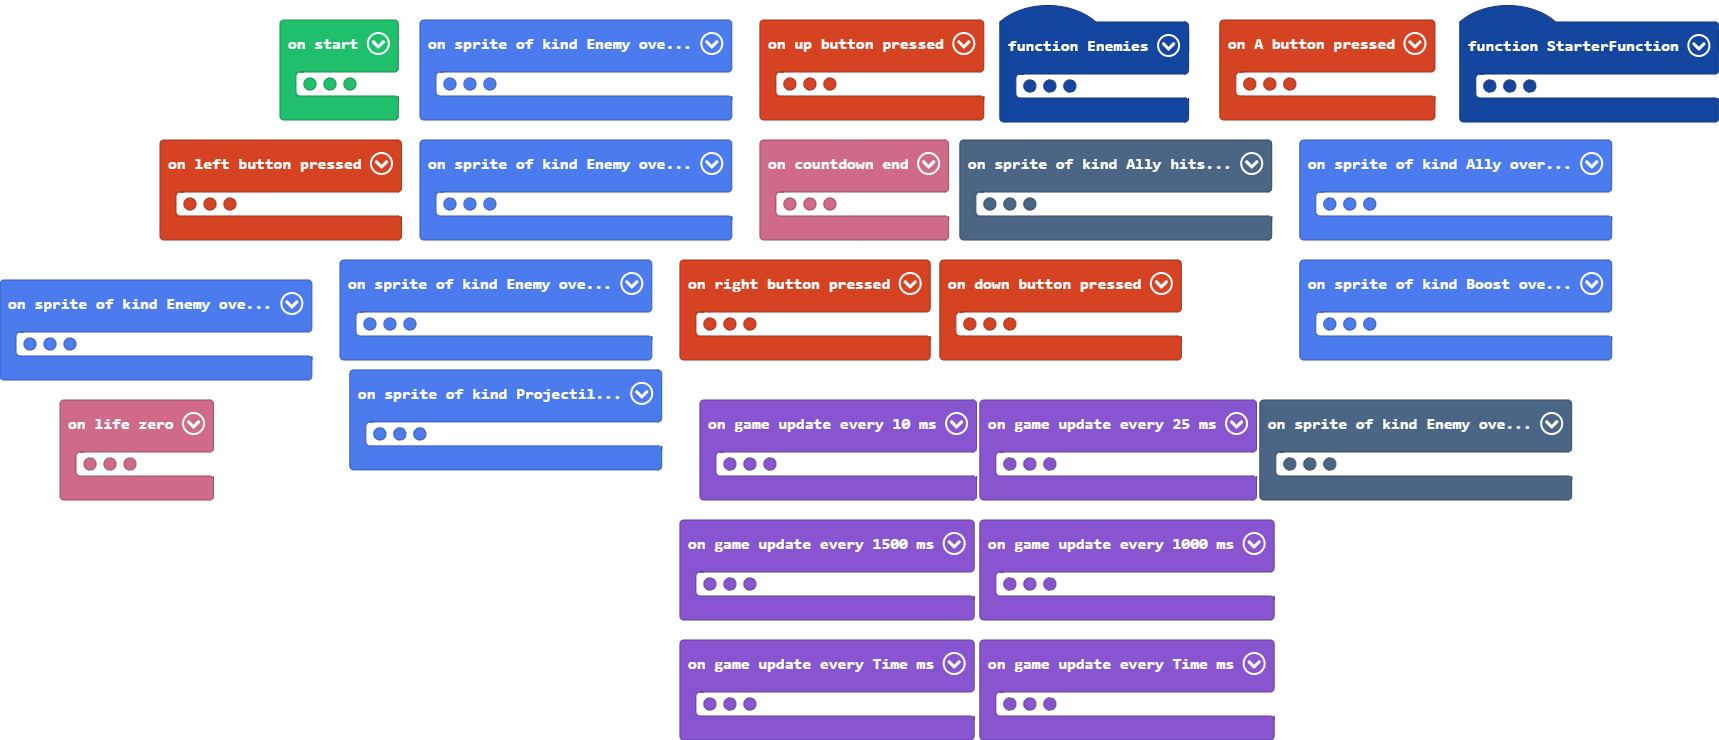 on start
on sprite of kind Enemy ove...
on up button pressed
function Enemies
on A button pressed
function StarterFunction
on left button pressed
on sprite of kind Enemy ove...
on countdown end
on sprite of kind Ally hits...
on sprite of kind Ally over...
on sprite of kind Enemy ove...
on sprite of kind Enemy ove...
on right button pressed
on down button pressed
on sprite of kind Boost ove...
on life zero
on sprite of kind Projectil...
on game update every 10 ms
on game update every 25 ms
on sprite of kind Enemy ove...
on game update every 1500 ms
on game update every 1000 ms
on game update every Time ms
on game update every Time ms